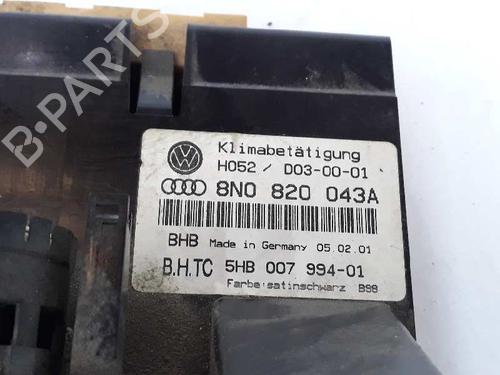 B-PARTS
Klimabetätigung
H052 / D03-00-01
8N0 820 043A
BHB Made in Germany 05.02.01
B.H.TC 5HB 007 994-01
Farbe:satinschwarz B98